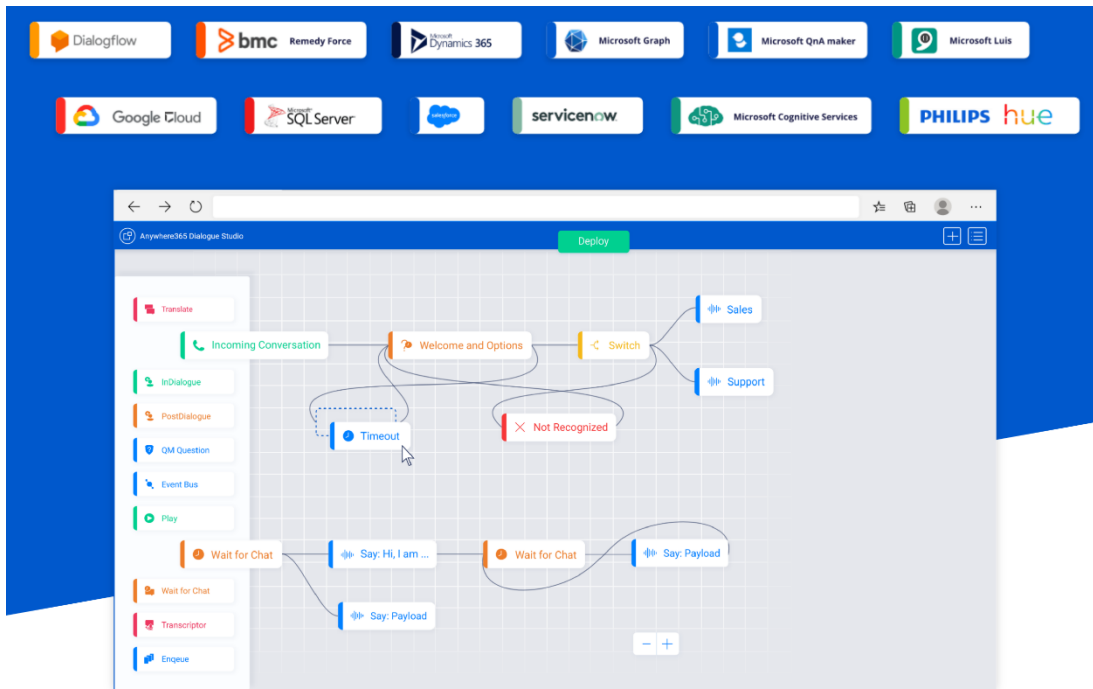 Dialogflow
bmc Remedy Force
Microsoft Dynamics 365
Microsoft Graph
Microsoft QnA maker
Microsoft Luis
Google Cloud
Microsoft SQL Server
salesforce
servicenow
Microsoft Cognitive Services
PHILIPS hue
Anywhere365 Dialogue Studio
Deploy
Translate
Sales
Incoming Conversation
Welcome and Options
Switch
InDialogue
Support
PostDialogue
Timeout
Not Recognized
QM Question
Event Bus
Play
Wait for Chat
Say: Hi, I am ...
Wait for Chat
Say: Payload
Wait for Chat
Say: Payload
Transcriptor
Enqeue